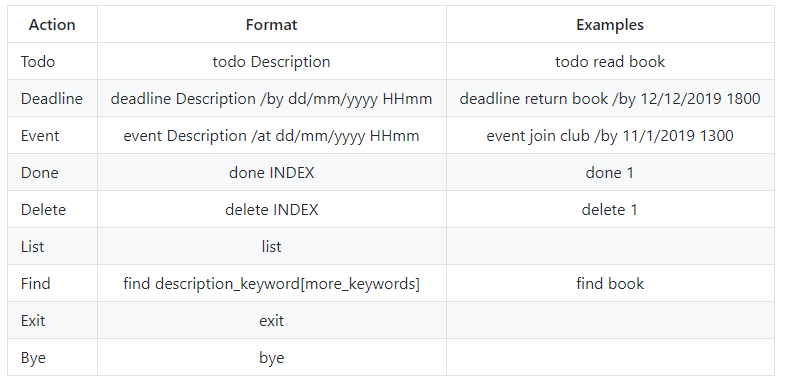 Action Format Examples
Todo todo Description todo read book
Deadline deadline Description /by dd/mm/yyyy HHmm deadline return book /by 12/12/2019 1800
Event event Description /at dd/mm/yyyy HHmm event join club /by 11/1/2019 1300
Done done INDEX done 1
Delete delete INDEX delete 1
List list
Find find description_keyword[more_keywords] find book
Exit exit
Bye bye